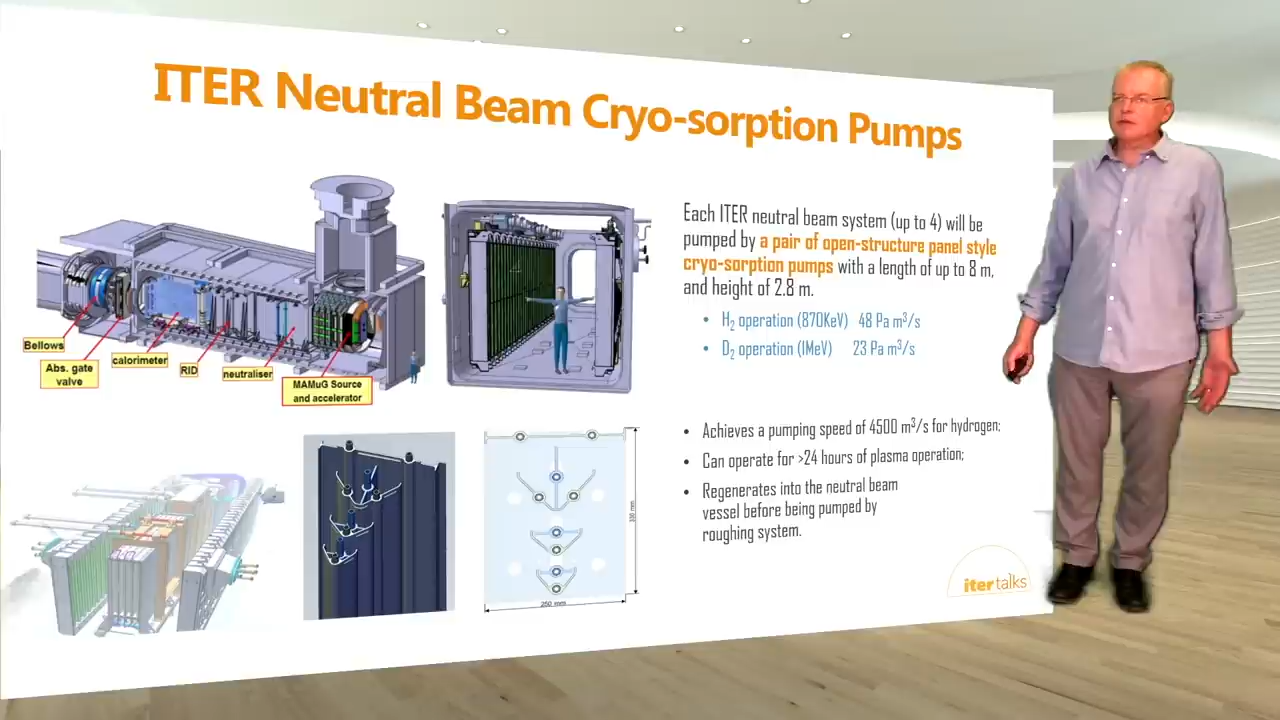 ITER Neutral Beam Cryo-sorption Pumps
Bellows
Abs. gate
valve
calorimeter
RID
neutraliser
MAMuG Source
and accelerator
Each ITER neutral beam system (up to 4) will be
pumped by a pair of open-structure panel style
cryo-sorption pumps with a length of up to 8 m,
and height of 2.8 m.
• H₂ operation (870KeV) 48 Pa m³/s
• D₂ operation (1MeV) 23 Pa m³/s
• Achieves a pumping speed of 4500 m³/s for hydrogen;
• Can operate for >24 hours of plasma operation;
• Regenerates into the neutral beam
vessel before being pumped by
roughing system.
250 mm
iter talks